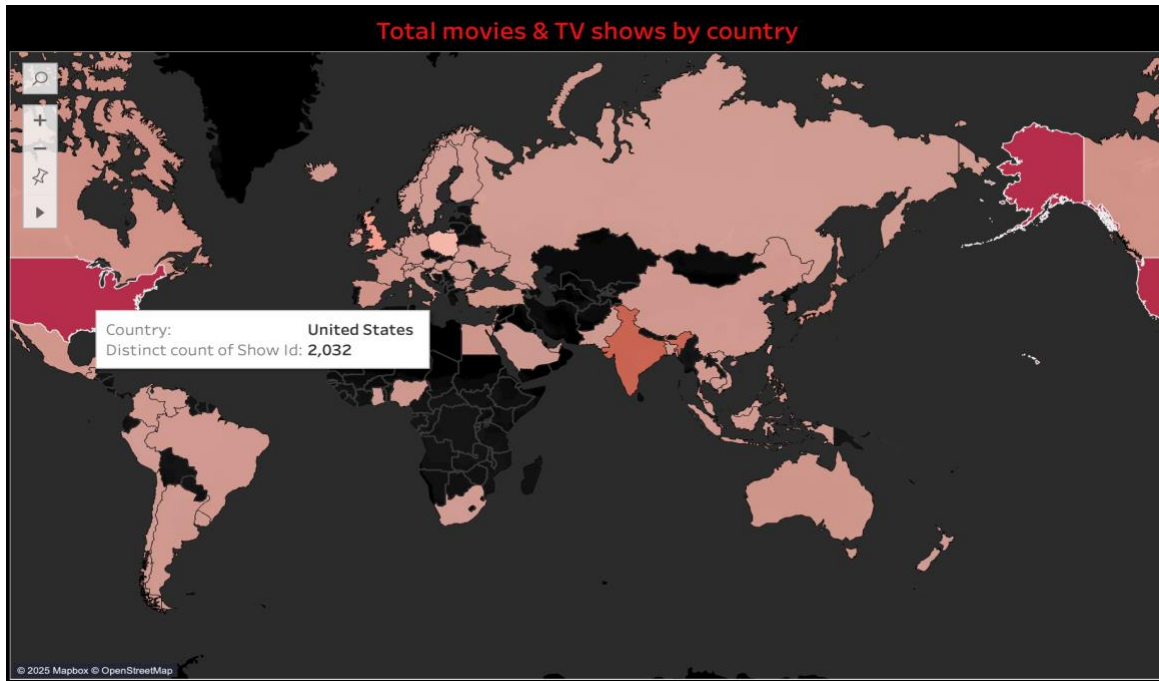 Total movies & TV shows by country
Country: United States
Distinct count of Show Id: 2,032
© 2025 Mapbox © OpenStreetMap